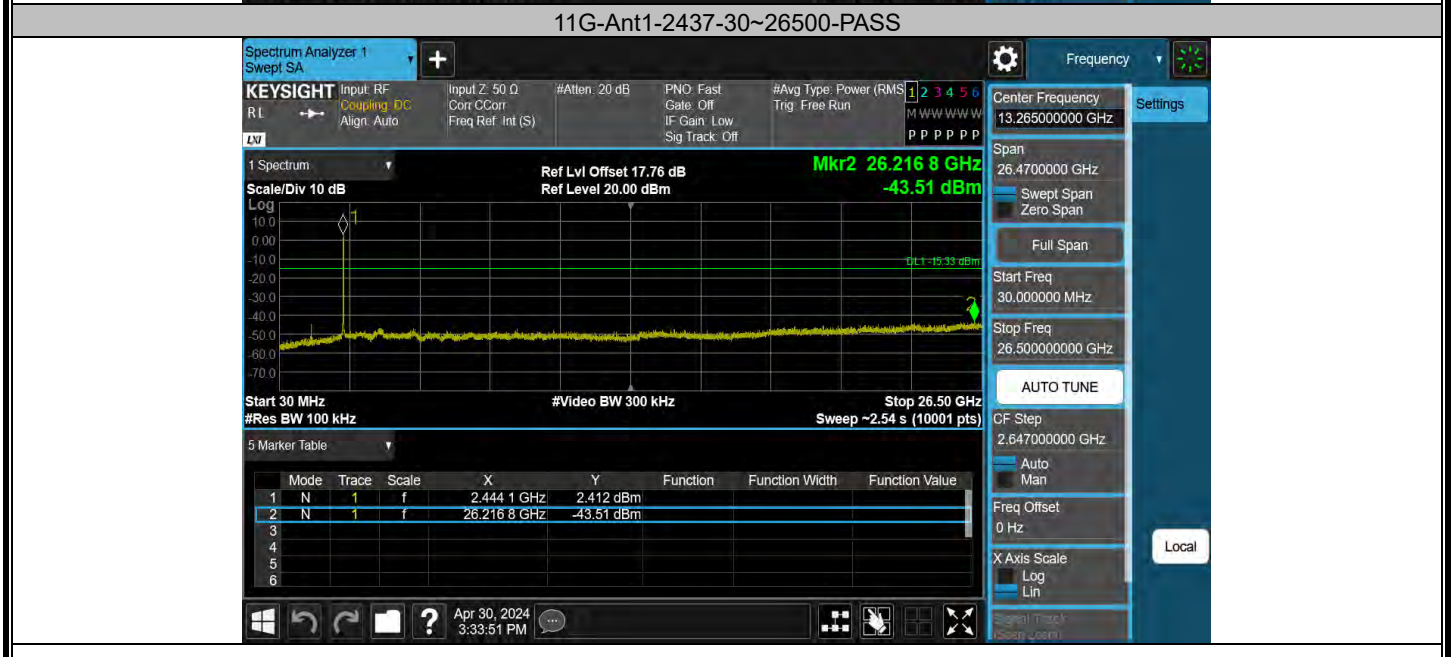 11G-Ant1-2437-30~26500-PASS
Spectrum Analyzer 1
Swept SA
+
Frequency
KEYSIGHT
RL
LXI
Input: RF
Coupling: DC
Align: Auto
Input Z: 50 Ω
Corr CCorr
Freq Ref: Int (S)
#Atten: 20 dB
PNO: Fast
Gate: Off
IF Gain: Low
Sig Track: Off
#Avg Type: Power (RMS
Trig: Free Run
1 2 3 4 5 6
M W W W W W
P P P P P P
Center Frequency
13.265000000 GHz
Settings
1 Spectrum
Scale/Div 10 dB
Ref Lvl Offset 17.76 dB
Ref Level 20.00 dBm
Mkr2 26.216 8 GHz
-43.51 dBm
Span
26.4700000 GHz
Swept Span
Zero Span
Full Span
Log
10.0
0.00
-10.0
-20.0
-30.0
-40.0
-50.0
-60.0
-70.0
1
DL1 -15.33 dBm
2
Start Freq
30.000000 MHz
Stop Freq
26.500000000 GHz
AUTO TUNE
Start 30 MHz
#Video BW 300 kHz
Stop 26.50 GHz
#Res BW 100 kHz
Sweep ~2.54 s (10001 pts)
CF Step
2.647000000 GHz
Auto
Man
5 Marker Table
Mode Trace Scale X Y Function Function Width Function Value
1 N 1 f 2.444 1 GHz 2.412 dBm
2 N 1 f 26.216 8 GHz -43.51 dBm
3
4
5
6
Freq Offset
0 Hz
X Axis Scale
Log
Lin
Local
Signal Track
(Span Zoom)
?
Apr 30, 2024
3:33:51 PM